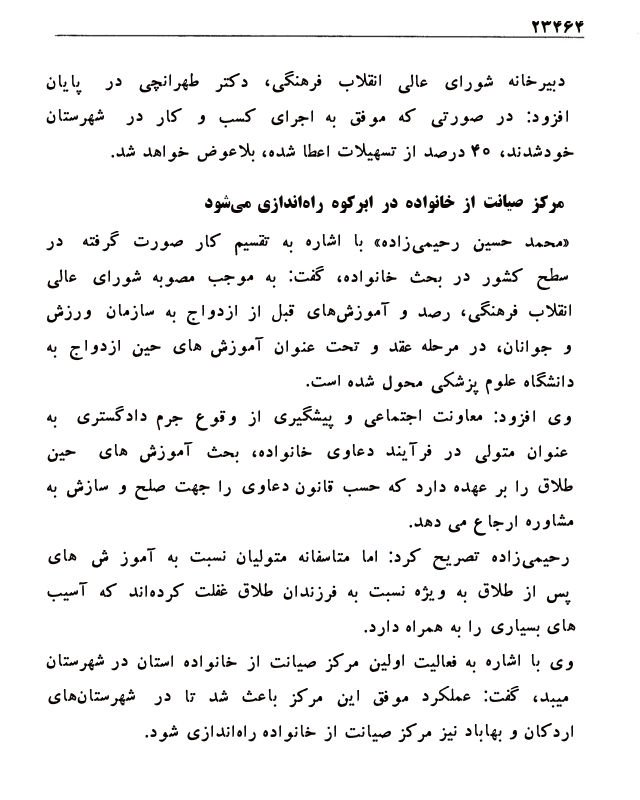 ۲۳۴۶۴
دبیرخانه شورای عالی انقلاب فرهنگی، دکتر طهرانچی در پایان
افزود: در صورتی که موفق به اجرای کسب و کار در شهرستان
خودشدند، ۴۰ درصد از تسهیلات اعطا شده، بلاعوض خواهد شد.
مرکز صیانت از خانواده در ابرکوه راه‌اندازی می‌شود
«محمد حسین رحیمی‌زاده» با اشاره به تقسیم کار صورت گرفته در
سطح کشور در بحث خانواده، گفت: به موجب مصوبه شورای عالی
انقلاب فرهنگی، رصد و آموزش‌های قبل از ازدواج به سازمان ورزش
و جوانان، در مرحله عقد و تحت عنوان آموزش های حین ازدواج به
دانشگاه علوم پزشکی محول شده است.
وی افزود: معاونت اجتماعی و پیشگیری از وقوع جرم دادگستری به
عنوان متولی در فرآیند دعاوی خانواده، بحث آموزش های حین
طلاق را بر عهده دارد که حسب قانون دعاوی را جهت صلح و سازش به
مشاوره ارجاع می دهد.
رحیمی‌زاده تصریح کرد: اما متاسفانه متولیان نسبت به آموز ش های
پس از طلاق به ویژه نسبت به فرزندان طلاق غفلت کرده‌اند که آسیب
های بسیاری را به همراه دارد.
وی با اشاره به فعالیت اولین مرکز صیانت از خانواده استان در شهرستان
میبد، گفت: عملکرد موفق این مرکز باعث شد تا در شهرستان‌های
اردکان و بهاباد نیز مرکز صیانت از خانواده راه‌اندازی شود.